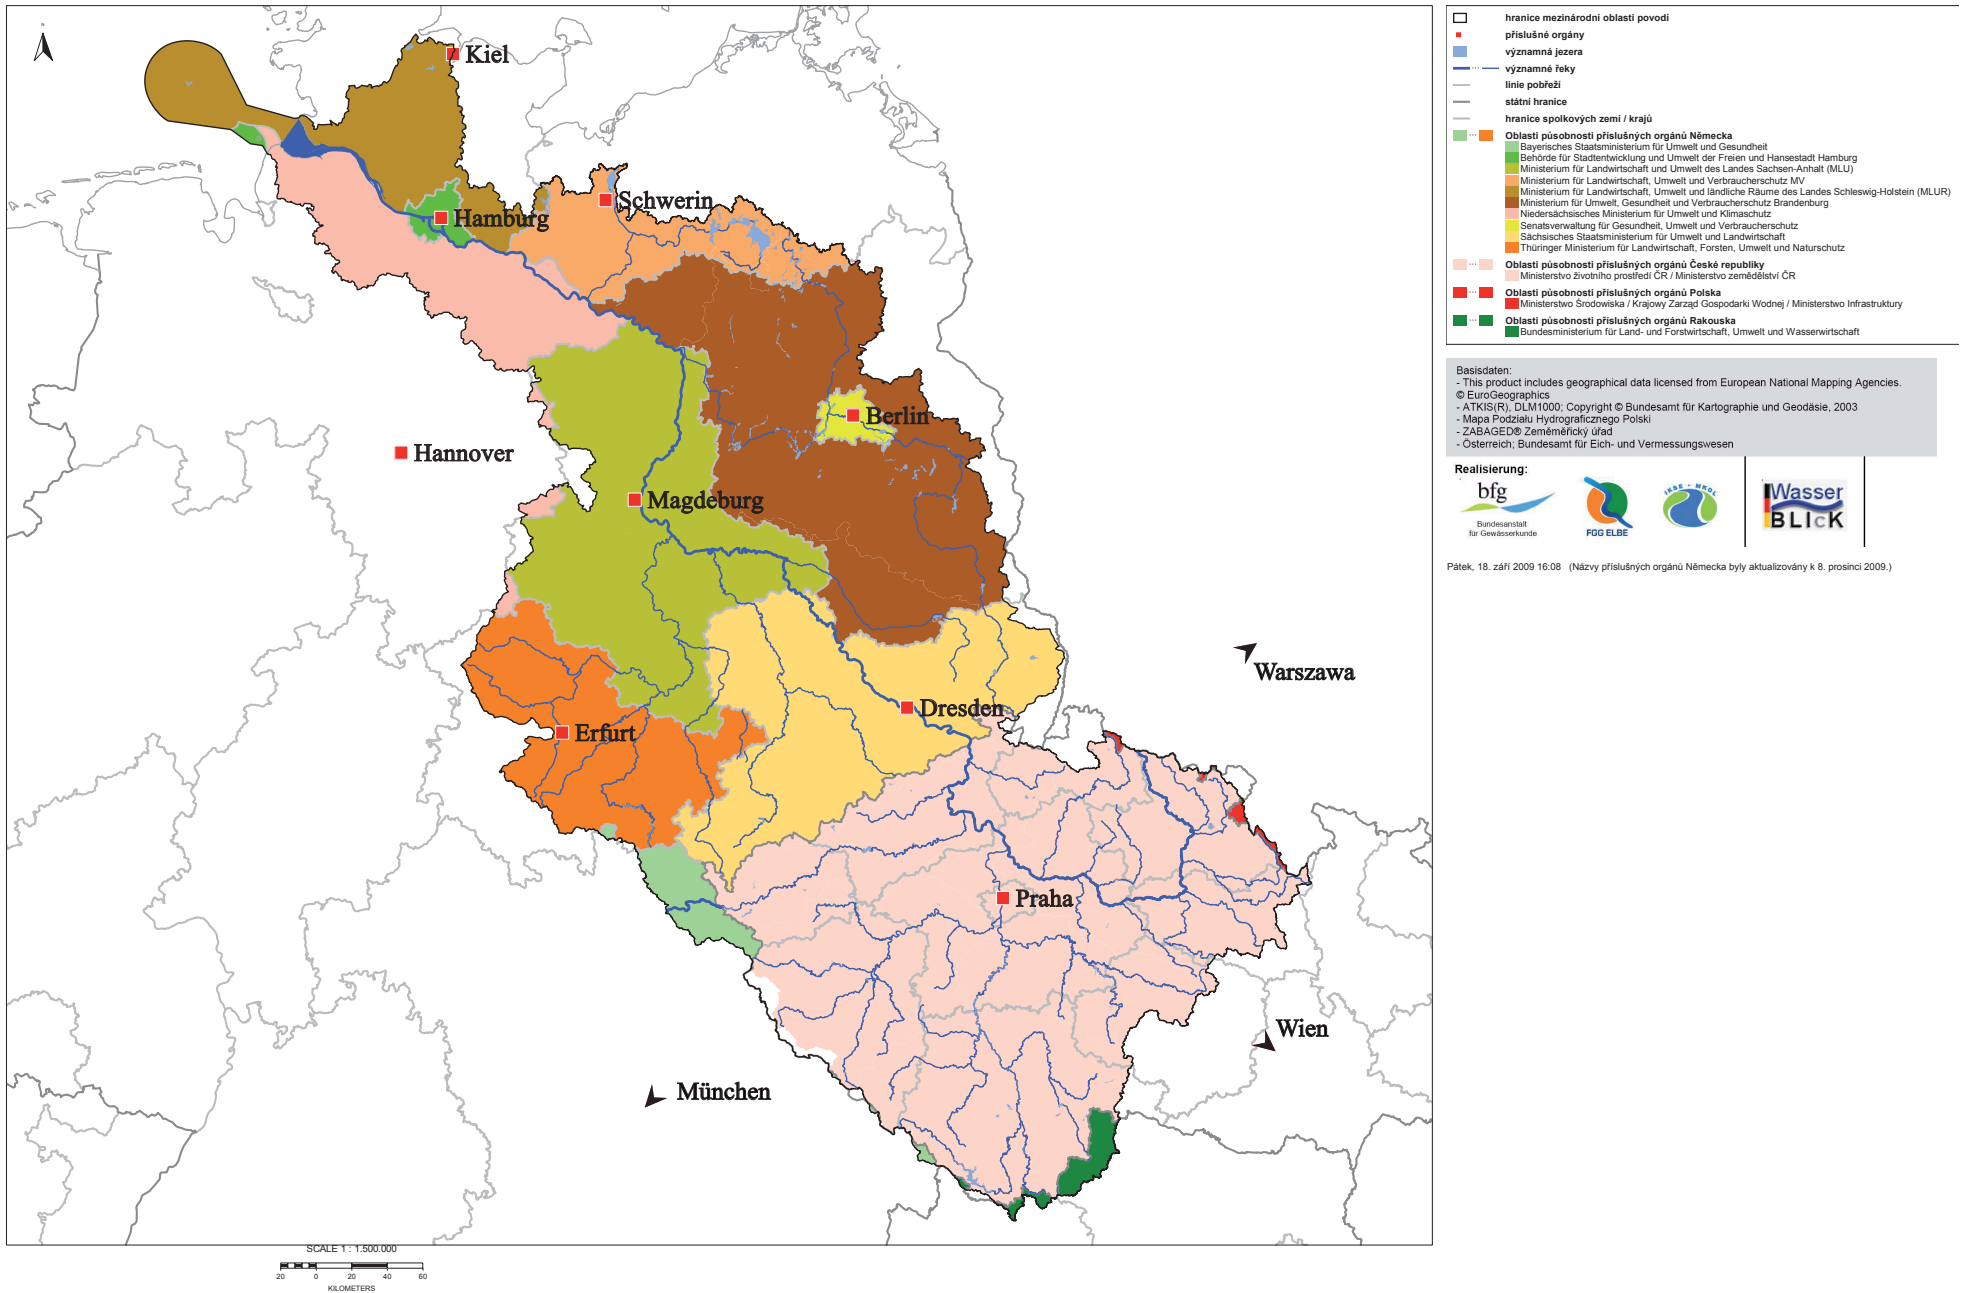 Kiel
Schwerin
Hamburg
Berlin
Hannover
Magdeburg
Warszawa
Dresden
Erfurt
Praha
Wien
München
SCALE 1 : 1.500.000
20 0 20 40 60
KILOMETERS
hranice mezinárodní oblasti povodí
příslušné orgány
významná jezera
významné řeky
linie pobřeží
státní hranice
hranice spolkových zemí / krajů
Oblasti působnosti příslušných orgánů Německa
Bayerisches Staatsministerium für Umwelt und Gesundheit
Behörde für Stadtentwicklung und Umwelt der Freien und Hansestadt Hamburg
Ministerium für Landwirtschaft und Umwelt des Landes Sachsen-Anhalt (MLU)
Ministerium für Landwirtschaft, Umwelt und Verbraucherschutz MV
Ministerium für Landwirtschaft, Umwelt und ländliche Räume des Landes Schleswig-Holstein (MLUR)
Ministerium für Umwelt, Gesundheit und Verbraucherschutz Brandenburg
Niedersächsisches Ministerium für Umwelt und Klimaschutz
Senatsverwaltung für Gesundheit, Umwelt und Verbraucherschutz
Sächsisches Staatsministerium für Umwelt und Landwirtschaft
Thüringer Ministerium für Landwirtschaft, Forsten, Umwelt und Naturschutz
Oblasti působnosti příslušných orgánů České republiky
Ministerstvo životního prostředí ČR / Ministerstvo zemědělství ČR
Oblasti působnosti příslušných orgánů Polska
Ministerstwo Środowiska / Krajowy Zarząd Gospodarki Wodnej / Ministerstwo Infrastruktury
Oblasti působnosti příslušných orgánů Rakouska
Bundesministerium für Land- und Forstwirtschaft, Umwelt und Wasserwirtschaft
Basisdaten:
- This product includes geographical data licensed from European National Mapping Agencies.
© EuroGeographics
- ATKIS(R), DLM1000; Copyright © Bundesamt für Kartographie und Geodäsie, 2003
- Mapa Podziału Hydrograficznego Polski
- ZABAGED® Zeměměřický úřad
- Österreich; Bundesamt für Eich- und Vermessungswesen
Realisierung:
bfg
Bundesanstalt
für Gewässerkunde
FGG ELBE
IKSE - MKOL
Wasser
BLIcK
Pátek, 18. září 2009 16:08 (Názvy příslušných orgánů Německa byly aktualizovány k 8. prosinci 2009.)